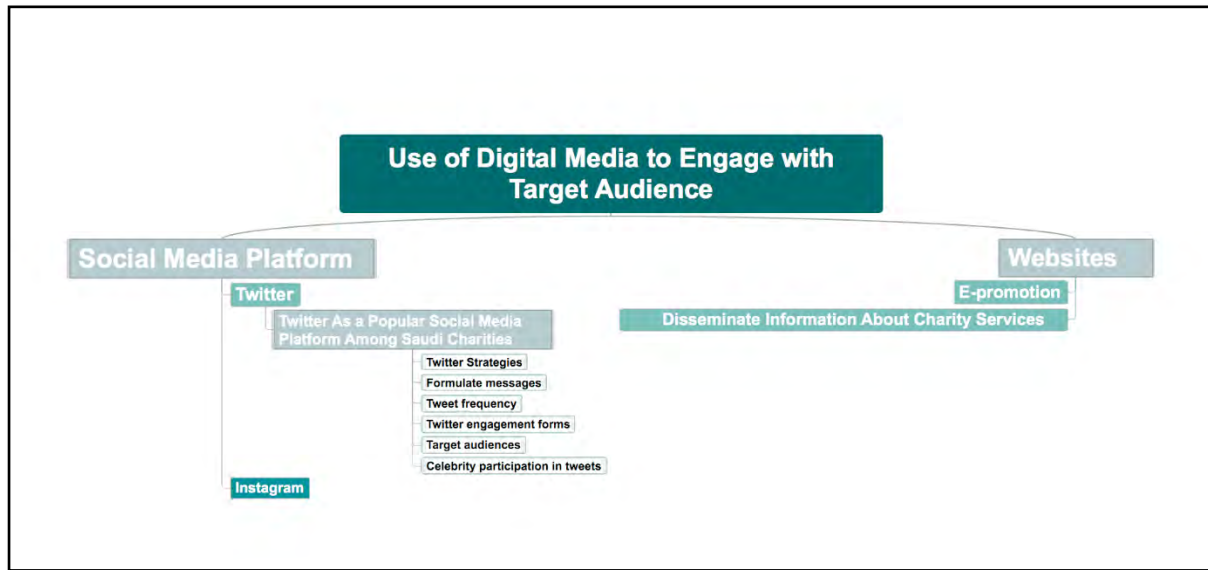 Use of Digital Media to Engage with
Target Audience
Social Media Platform
Twitter
Twitter As a Popular Social Media
Platform Among Saudi Charities
Twitter Strategies
Formulate messages
Tweet frequency
Twitter engagement forms
Target audiences
Celebrity participation in tweets
Instagram
Websites
E-promotion
Disseminate Information About Charity Services